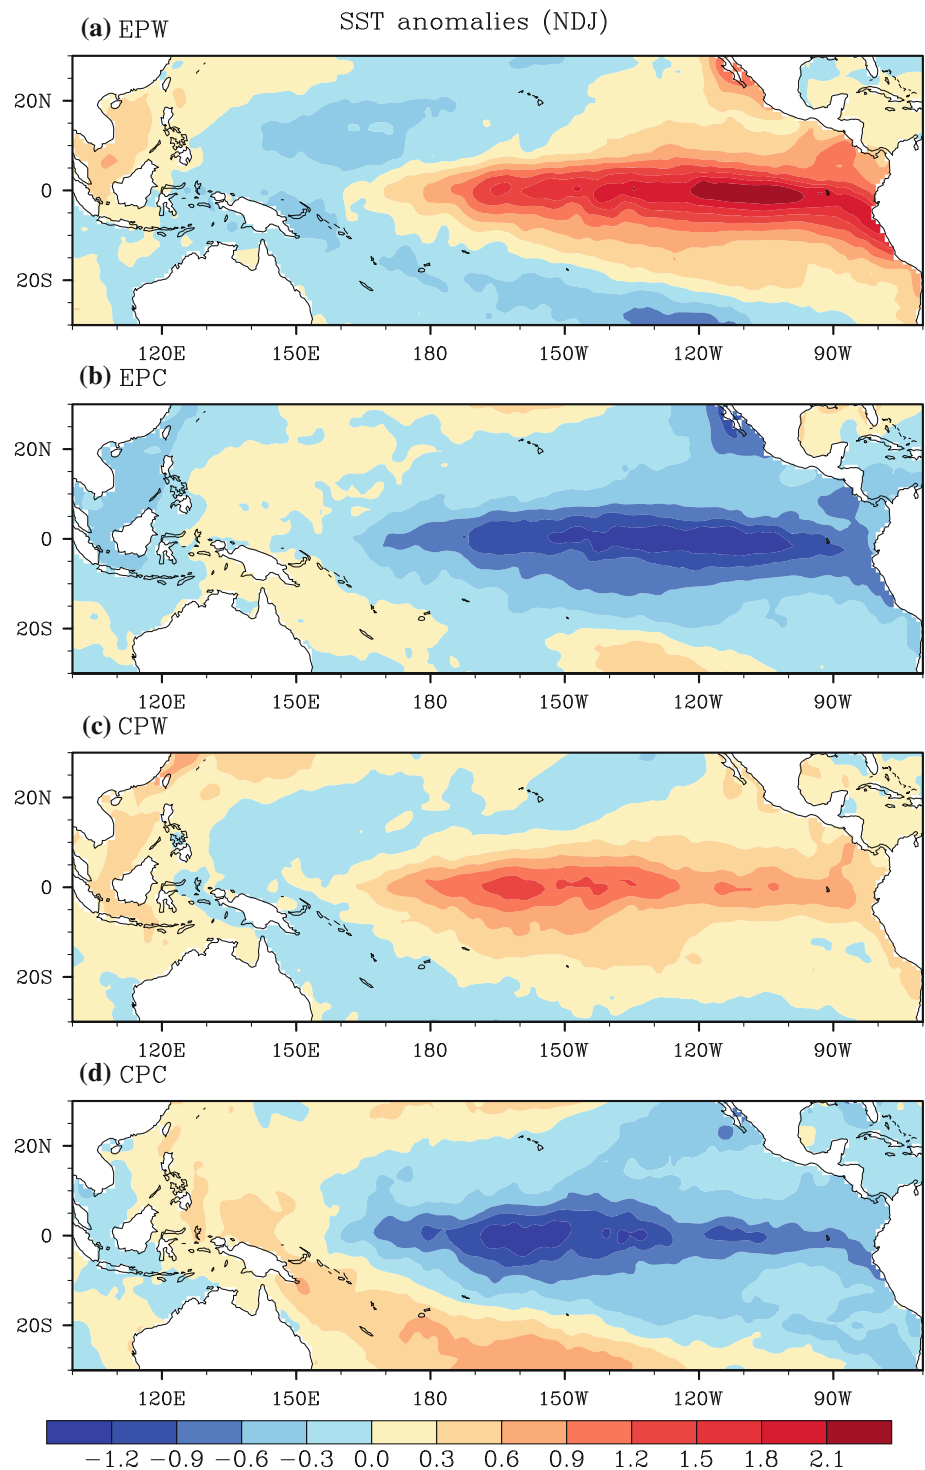 SST anomalies (NDJ)
(a) EPW
20N
0
20S
120E 150E 180 150W 120W 90W
(b) EPC
20N
0
20S
120E 150E 180 150W 120W 90W
(c) CPW
20N
0
20S
120E 150E 180 150W 120W 90W
(d) CPC
20N
0
20S
120E 150E 180 150W 120W 90W
−1.2 −0.9 −0.6 −0.3 0.0 0.3 0.6 0.9 1.2 1.5 1.8 2.1